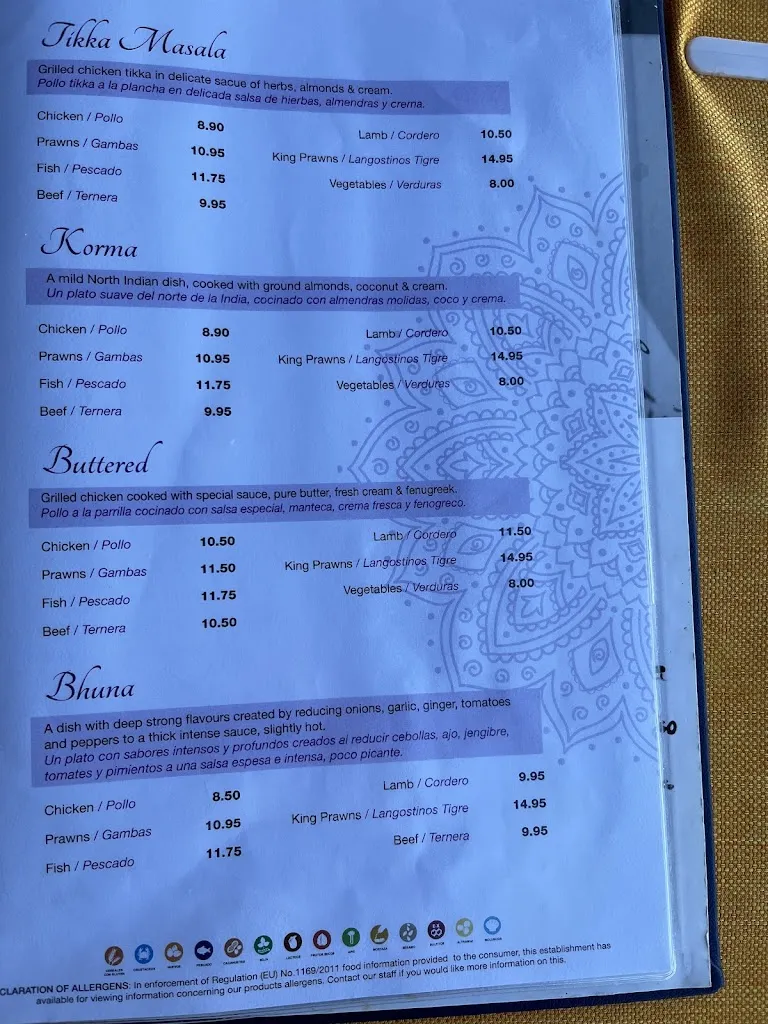 Tikka Masala
Grilled chicken tikka in delicate sacue of herbs, almonds & cream.
Pollo tikka a la plancha en delicada salsa de hierbas, almendras y crema.
Chicken / Pollo 8.90
Prawns / Gambas 10.95
Fish / Pescado 11.75
Beef / Ternera 9.95
Lamb / Cordero 10.50
King Prawns / Langostinos Tigre 14.95
Vegetables / Verduras 8.00
Korma
A mild North Indian dish, cooked with ground almonds, coconut & cream.
Un plato suave del norte de la India, cocinado con almendras molidas, coco y crema.
Chicken / Pollo 8.90
Prawns / Gambas 10.95
Fish / Pescado 11.75
Beef / Ternera 9.95
Lamb / Cordero 10.50
King Prawns / Langostinos Tigre 14.95
Vegetables / Verduras 8.00
Buttered
Grilled chicken cooked with special sauce, pure butter, fresh cream & fenugreek.
Pollo a la parrilla cocinado con salsa especial, manteca, crema fresca y fenogreco.
Chicken / Pollo 10.50
Prawns / Gambas 11.50
Fish / Pescado 11.75
Beef / Ternera 10.50
Lamb / Cordero 11.50
King Prawns / Langostinos Tigre 14.95
Vegetables / Verduras 8.00
Bhuna
A dish with deep strong flavours created by reducing onions, garlic, ginger, tomatoes
and peppers to a thick intense sauce, slightly hot.
Un plato con sabores intensos y profundos creados al reducir cebollas, ajo, jengibre,
tomates y pimientos a una salsa espesa e intensa, poco picante.
Chicken / Pollo 8.50
Prawns / Gambas 10.95
Fish / Pescado 11.75
Lamb / Cordero 9.95
King Prawns / Langostinos Tigre 14.95
Beef / Ternera 9.95
CLARATION OF ALLERGENS: In enforcement of Regulation (EU) No.1169/2011 food information provided to the consumer, this establishment has
available for viewing information concerning our products allergens. Contact our staff if you would like more information on this.